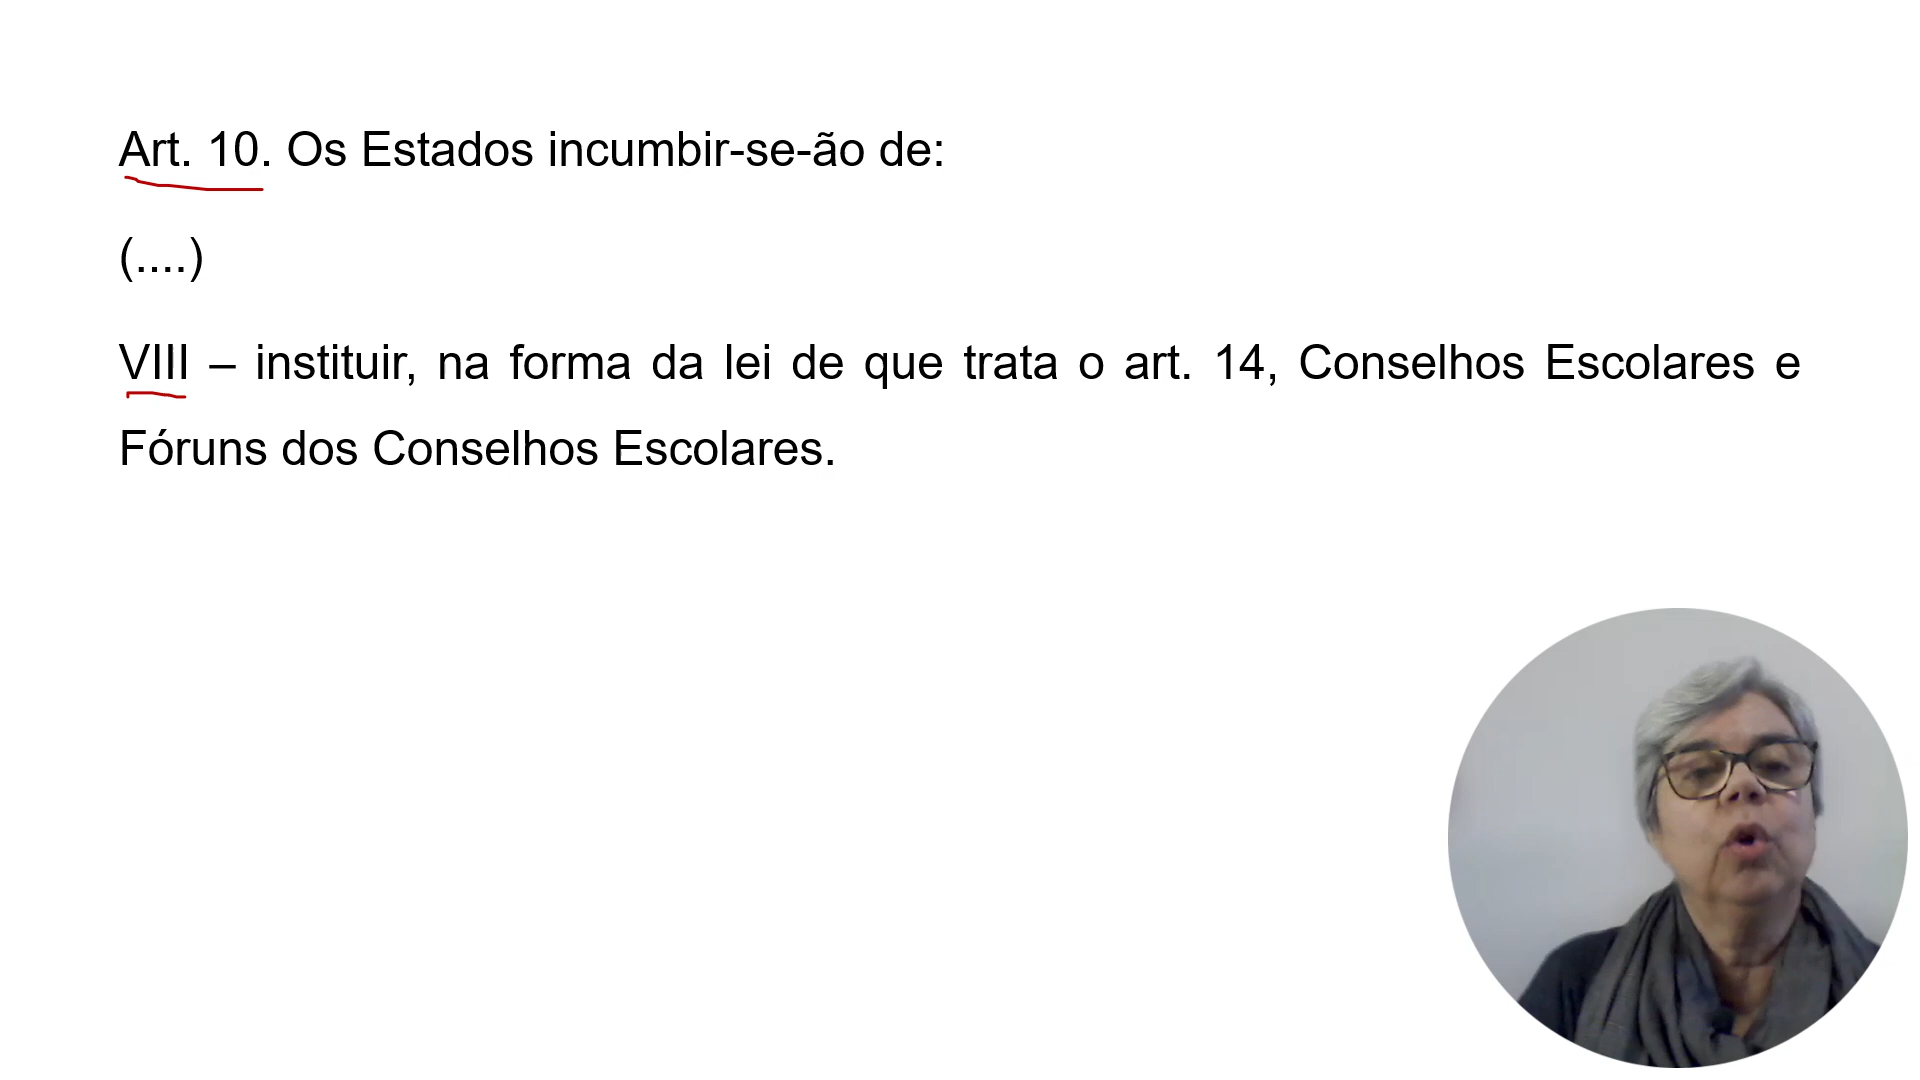 Art. 10. Os Estados incumbir-se-ão de:
(....)
VIII – instituir, na forma da lei de que trata o art. 14, Conselhos Escolares e
Fóruns dos Conselhos Escolares.